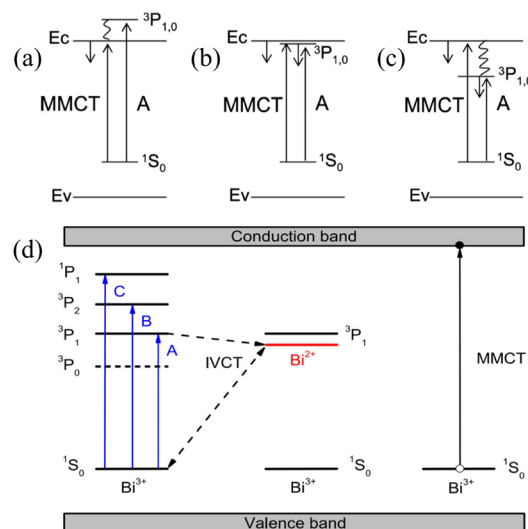 (a) Ec ³P₁,₀ MMCT A ¹S₀ Ev
(b) Ec ³P₁,₀ MMCT A ¹S₀ Ev
(c) Ec ³P₁,₀ MMCT A ¹S₀ Ev
(d)
Conduction band
¹P₁
C
³P₂
B
³P₁
A
³P₀
IVCT
³P₁
Bi²⁺
MMCT
¹S₀ ¹S₀ ¹S₀
Bi³⁺ Bi³⁺ Bi³⁺
Valence band